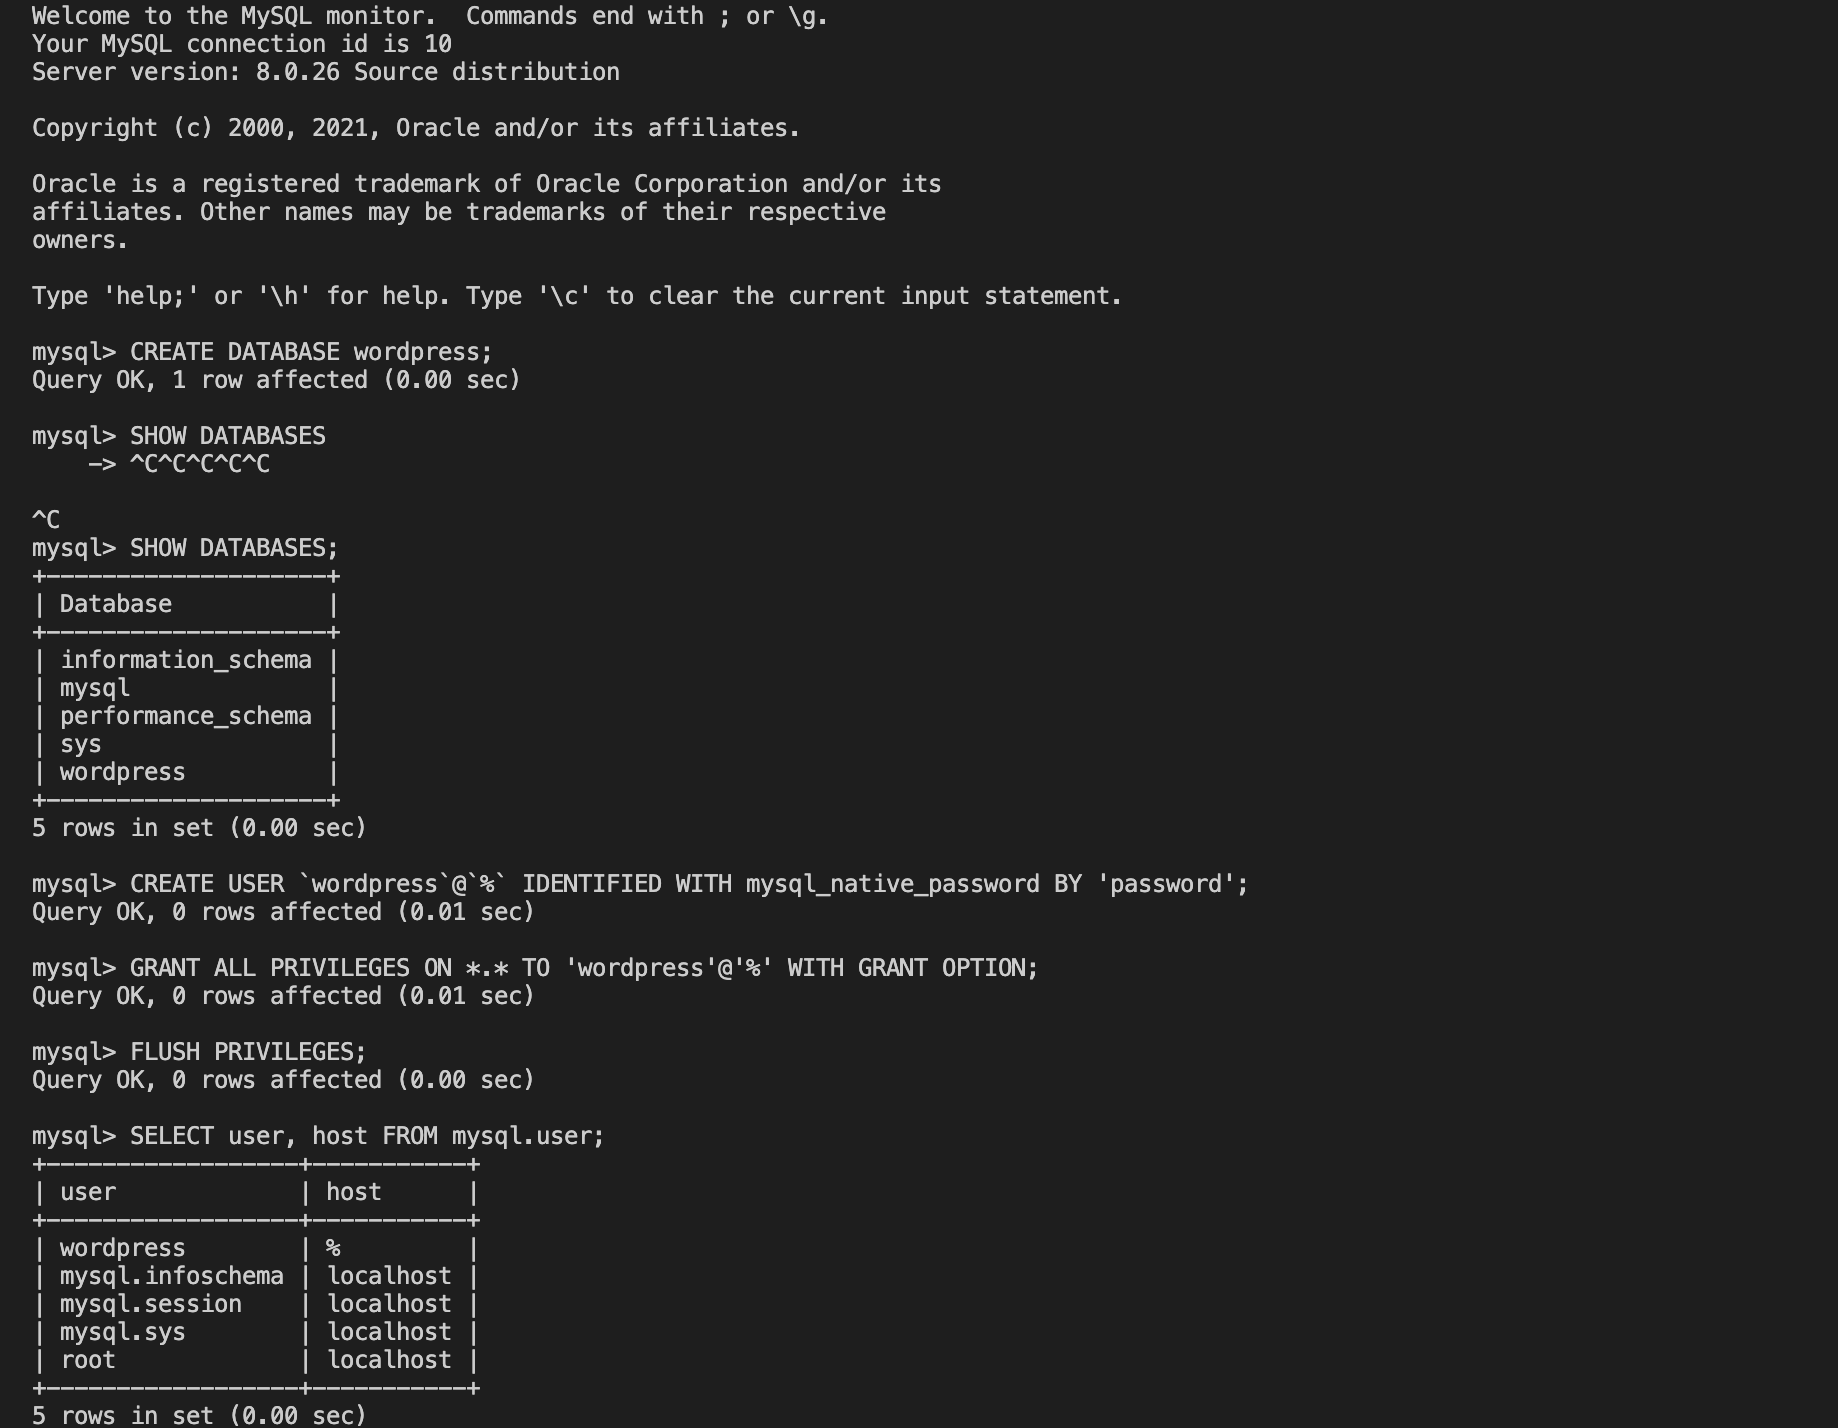 Welcome to the MySQL monitor.  Commands end with ; or \g.
Your MySQL connection id is 10
Server version: 8.0.26 Source distribution

Copyright (c) 2000, 2021, Oracle and/or its affiliates.

Oracle is a registered trademark of Oracle Corporation and/or its
affiliates. Other names may be trademarks of their respective
owners.

Type 'help;' or '\h' for help. Type '\c' to clear the current input statement.

mysql> CREATE DATABASE wordpress;
Query OK, 1 row affected (0.00 sec)

mysql> SHOW DATABASES
    -> ^C^C^C^C^C

^C
mysql> SHOW DATABASES;
+--------------------+
| Database           |
+--------------------+
| information_schema |
| mysql              |
| performance_schema |
| sys                |
| wordpress          |
+--------------------+
5 rows in set (0.00 sec)

mysql> CREATE USER `wordpress`@`%` IDENTIFIED WITH mysql_native_password BY 'password';
Query OK, 0 rows affected (0.01 sec)

mysql> GRANT ALL PRIVILEGES ON *.* TO 'wordpress'@'%' WITH GRANT OPTION;
Query OK, 0 rows affected (0.01 sec)

mysql> FLUSH PRIVILEGES;
Query OK, 0 rows affected (0.00 sec)

mysql> SELECT user, host FROM mysql.user;
+------------------+-----------+
| user             | host      |
+------------------+-----------+
| wordpress        | %         |
| mysql.infoschema | localhost |
| mysql.session    | localhost |
| mysql.sys        | localhost |
| root             | localhost |
+------------------+-----------+
5 rows in set (0.00 sec)